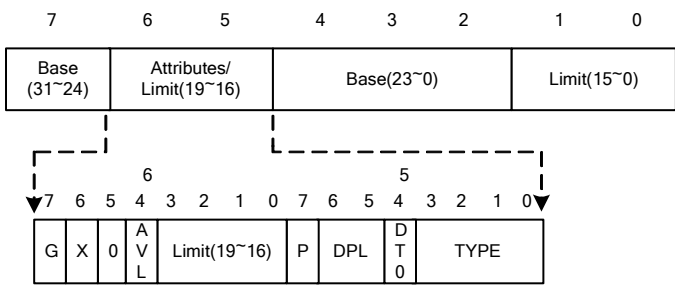 7 6 5 4 3 2 1 0
Base
(31~24)
Attributes/
Limit(19~16)
Base(23~0)
Limit(15~0)
6 5
7 6 5 4 3 2 1 0 7 6 5 4 3 2 1 0
G
X
0
A
V
L
Limit(19~16)
P
DPL
D
T
0
TYPE